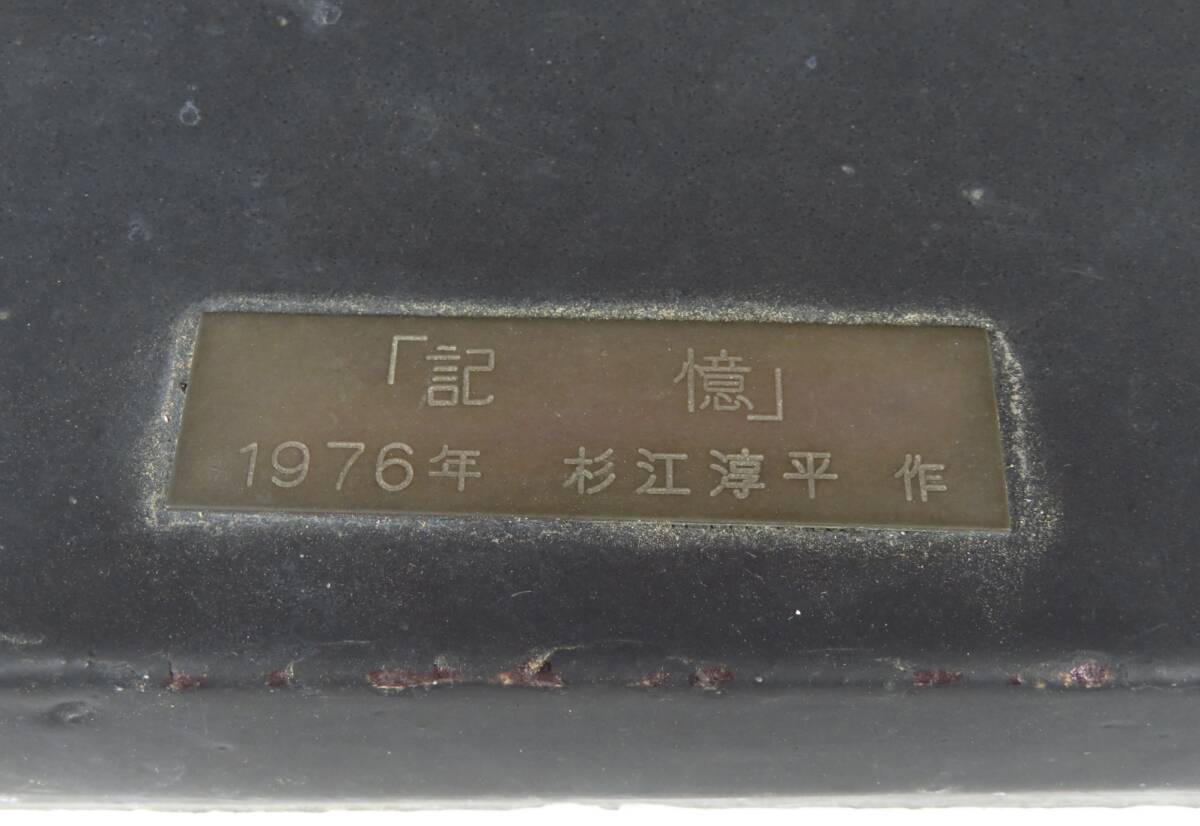 「記　憶」
1976年　杉江淳平　作